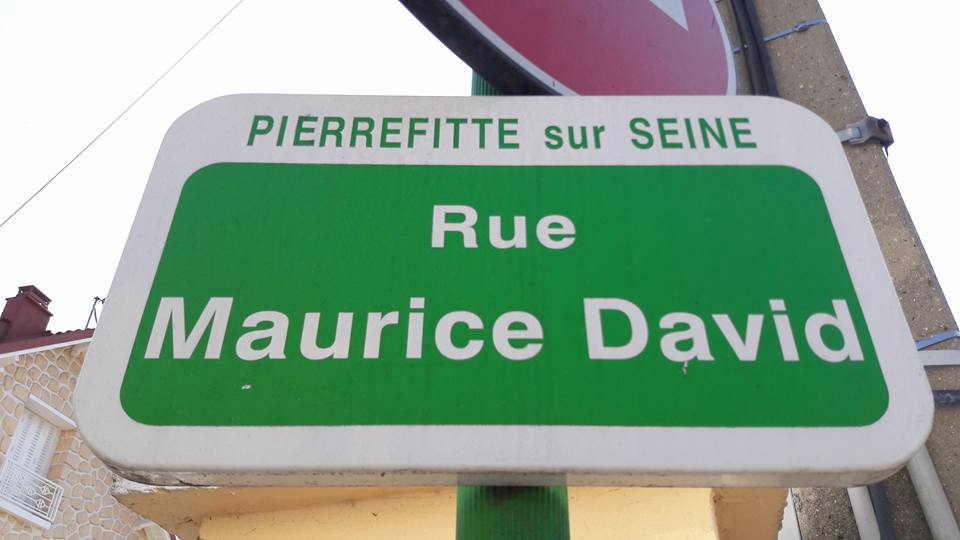 PIERREFITTE sur SEINE
Rue
Maurice David